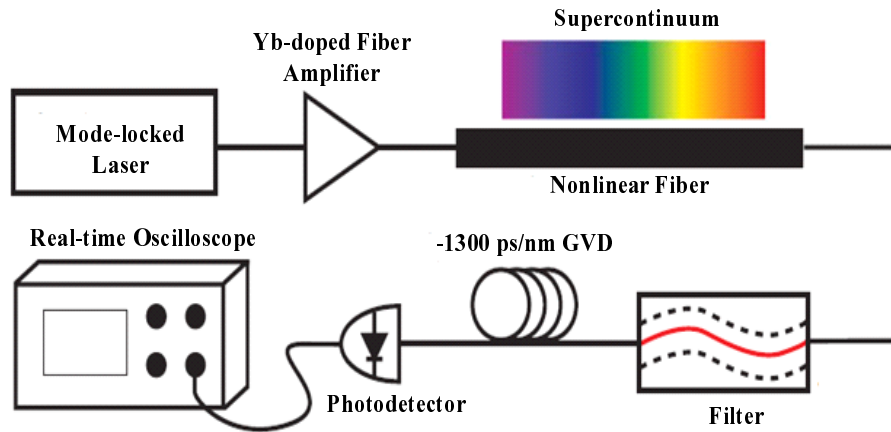 Supercontinuum
Yb-doped Fiber
Amplifier
Mode-locked
Laser
Nonlinear Fiber
Real-time Oscilloscope
-1300 ps/nm GVD
Photodetector
Filter